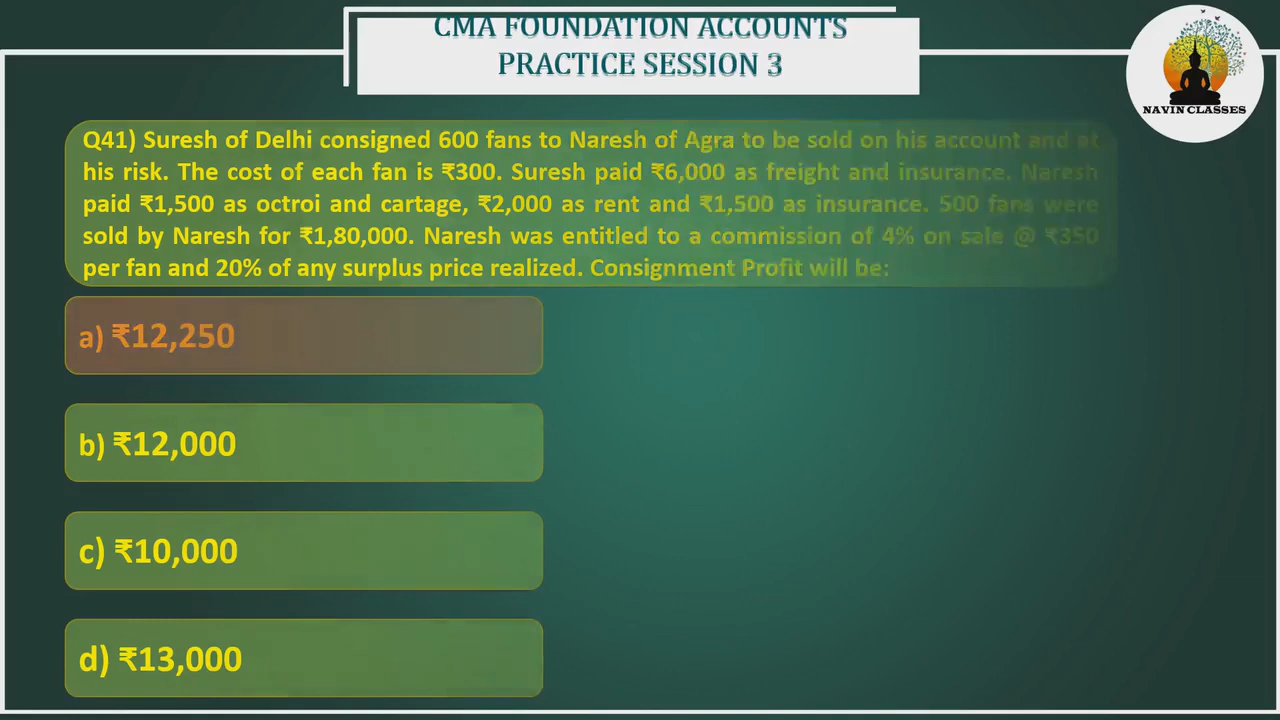 CMA FOUNDATION ACCOUNTS
PRACTICE SESSION 3
NAVIN CLASSES
Q41) Suresh of Delhi consigned 600 fans to Naresh of Agra to be sold on his account and at
his risk. The cost of each fan is ₹300. Suresh paid ₹6,000 as freight and insurance. Naresh
paid ₹1,500 as octroi and cartage, ₹2,000 as rent and ₹1,500 as insurance. 500 fans were
sold by Naresh for ₹1,80,000. Naresh was entitled to a commission of 4% on sale @ ₹350
per fan and 20% of any surplus price realized. Consignment Profit will be:
a) ₹12,250
b) ₹12,000
c) ₹10,000
d) ₹13,000